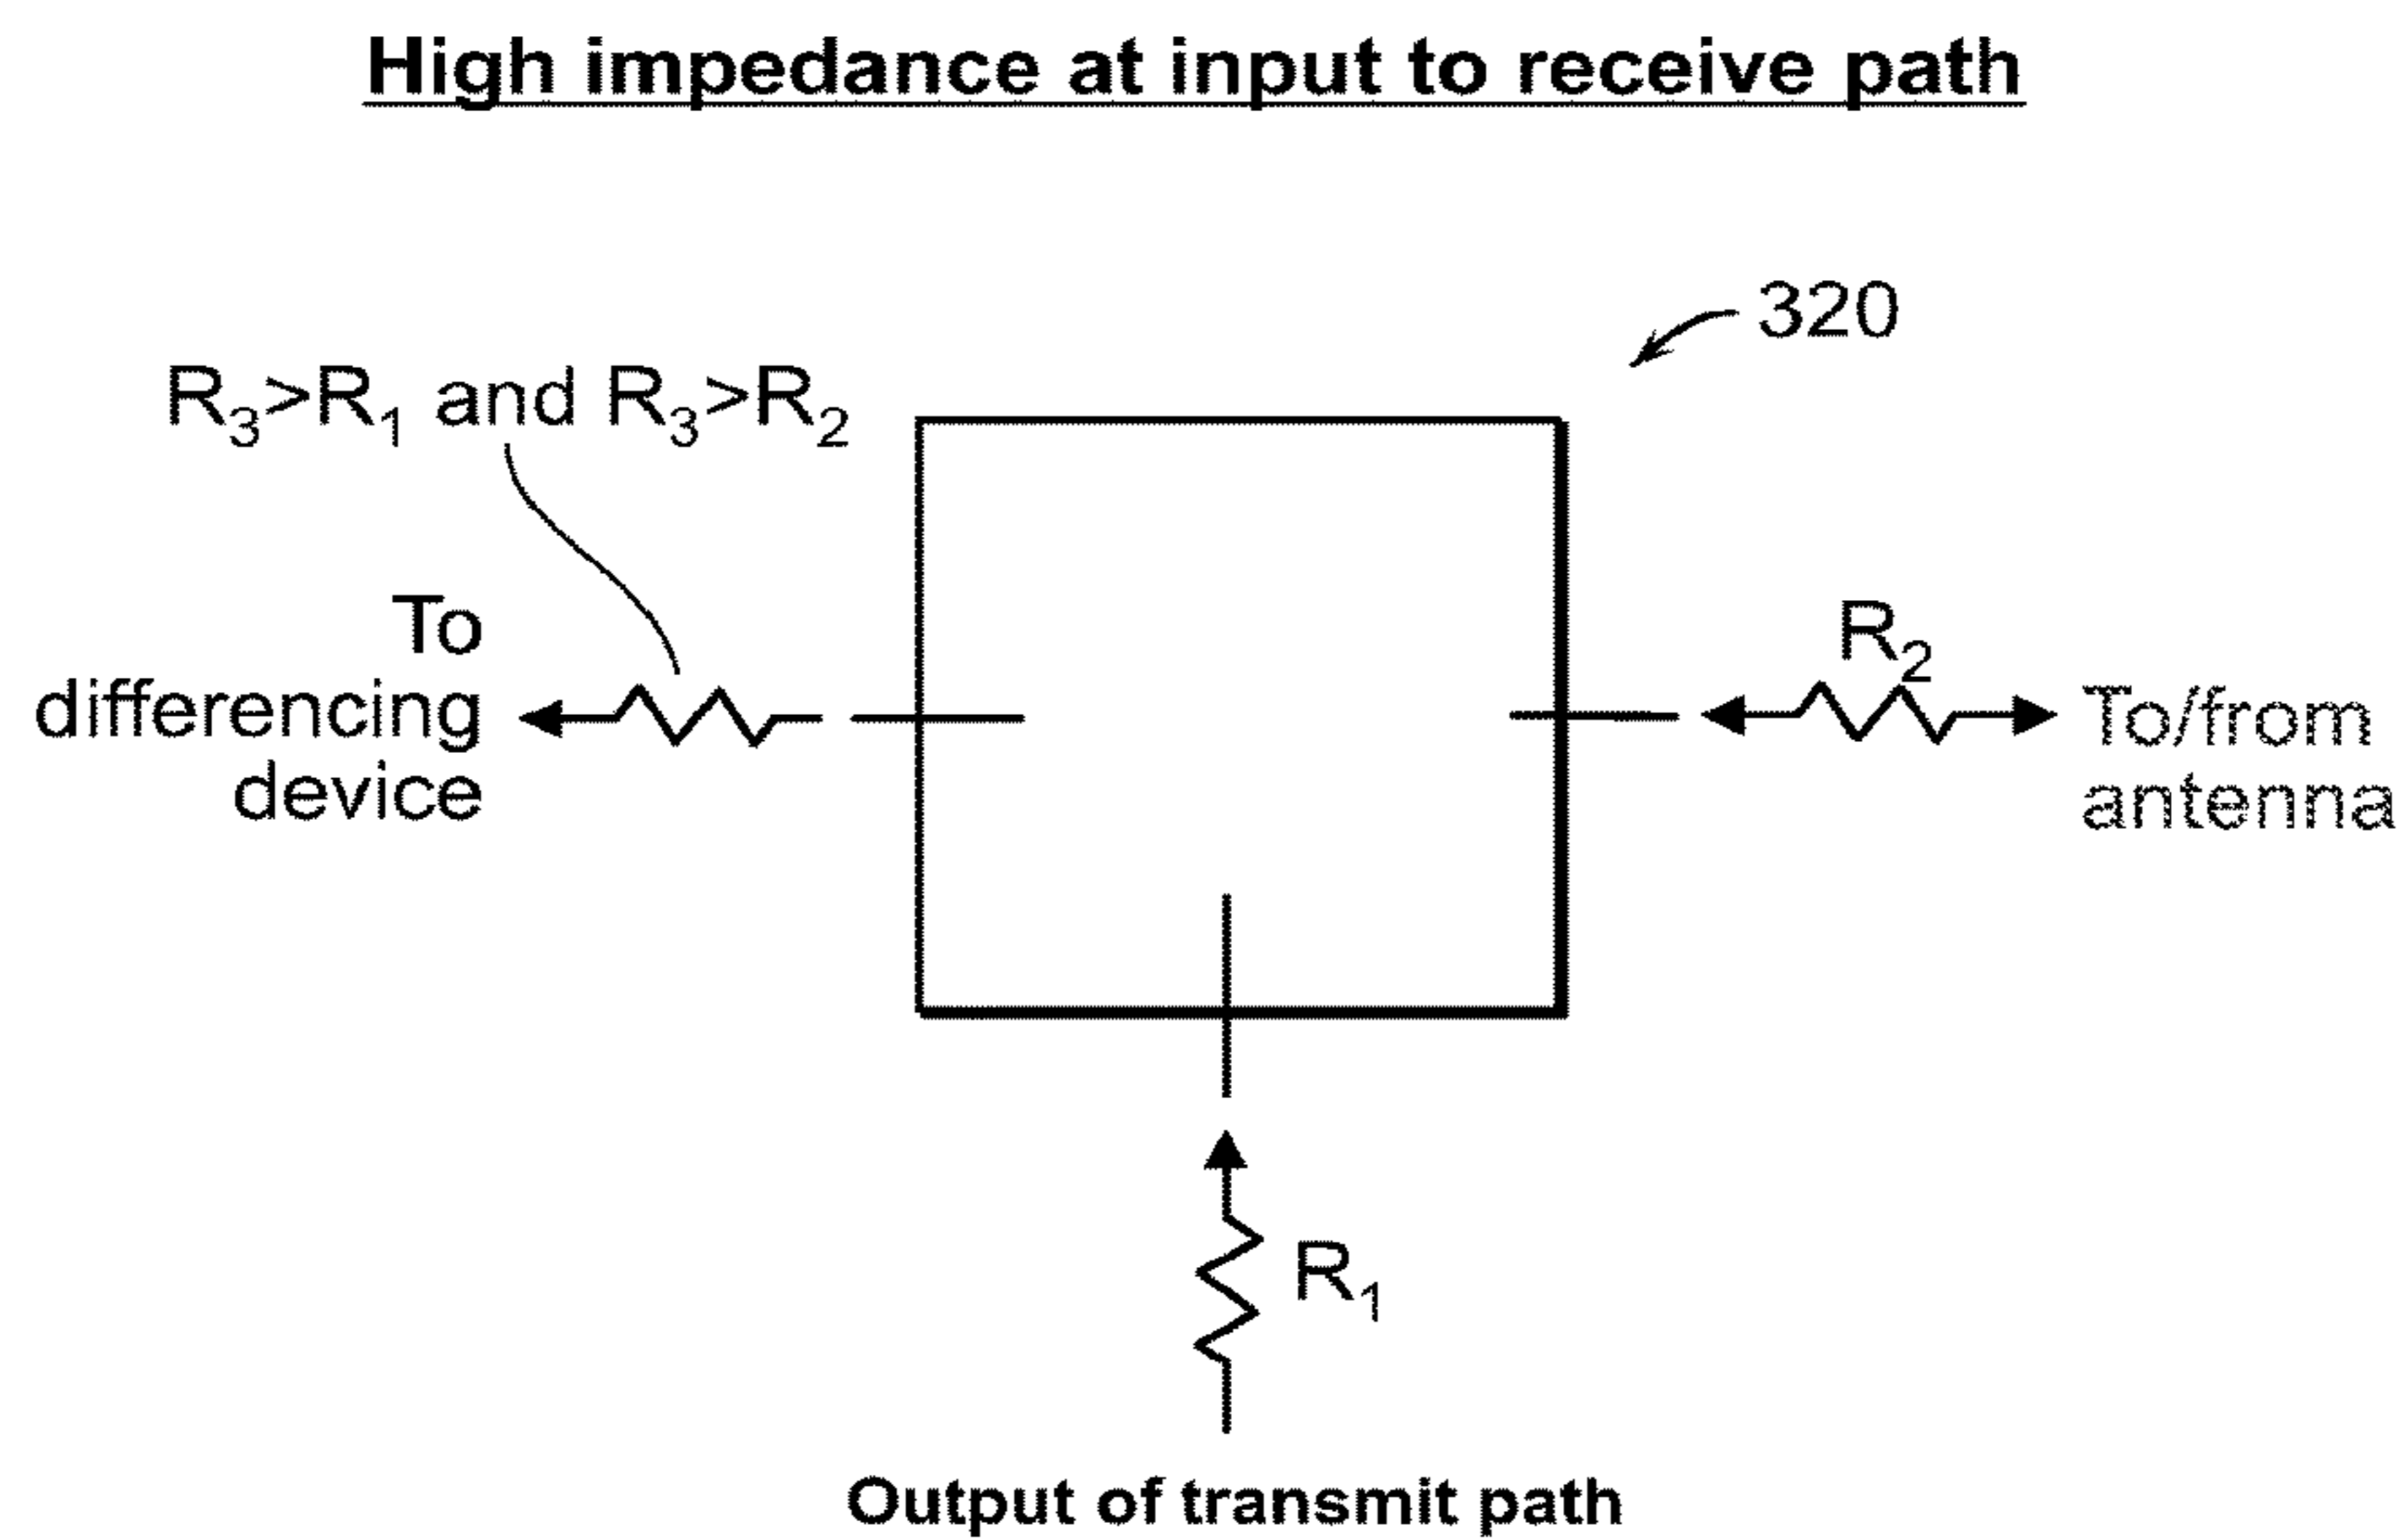 High impedance at input to receive path
320
R₃>R₁ and R₃>R₂
To
differencing
device
R₂
To/from
antenna
R₁
Output of transmit path